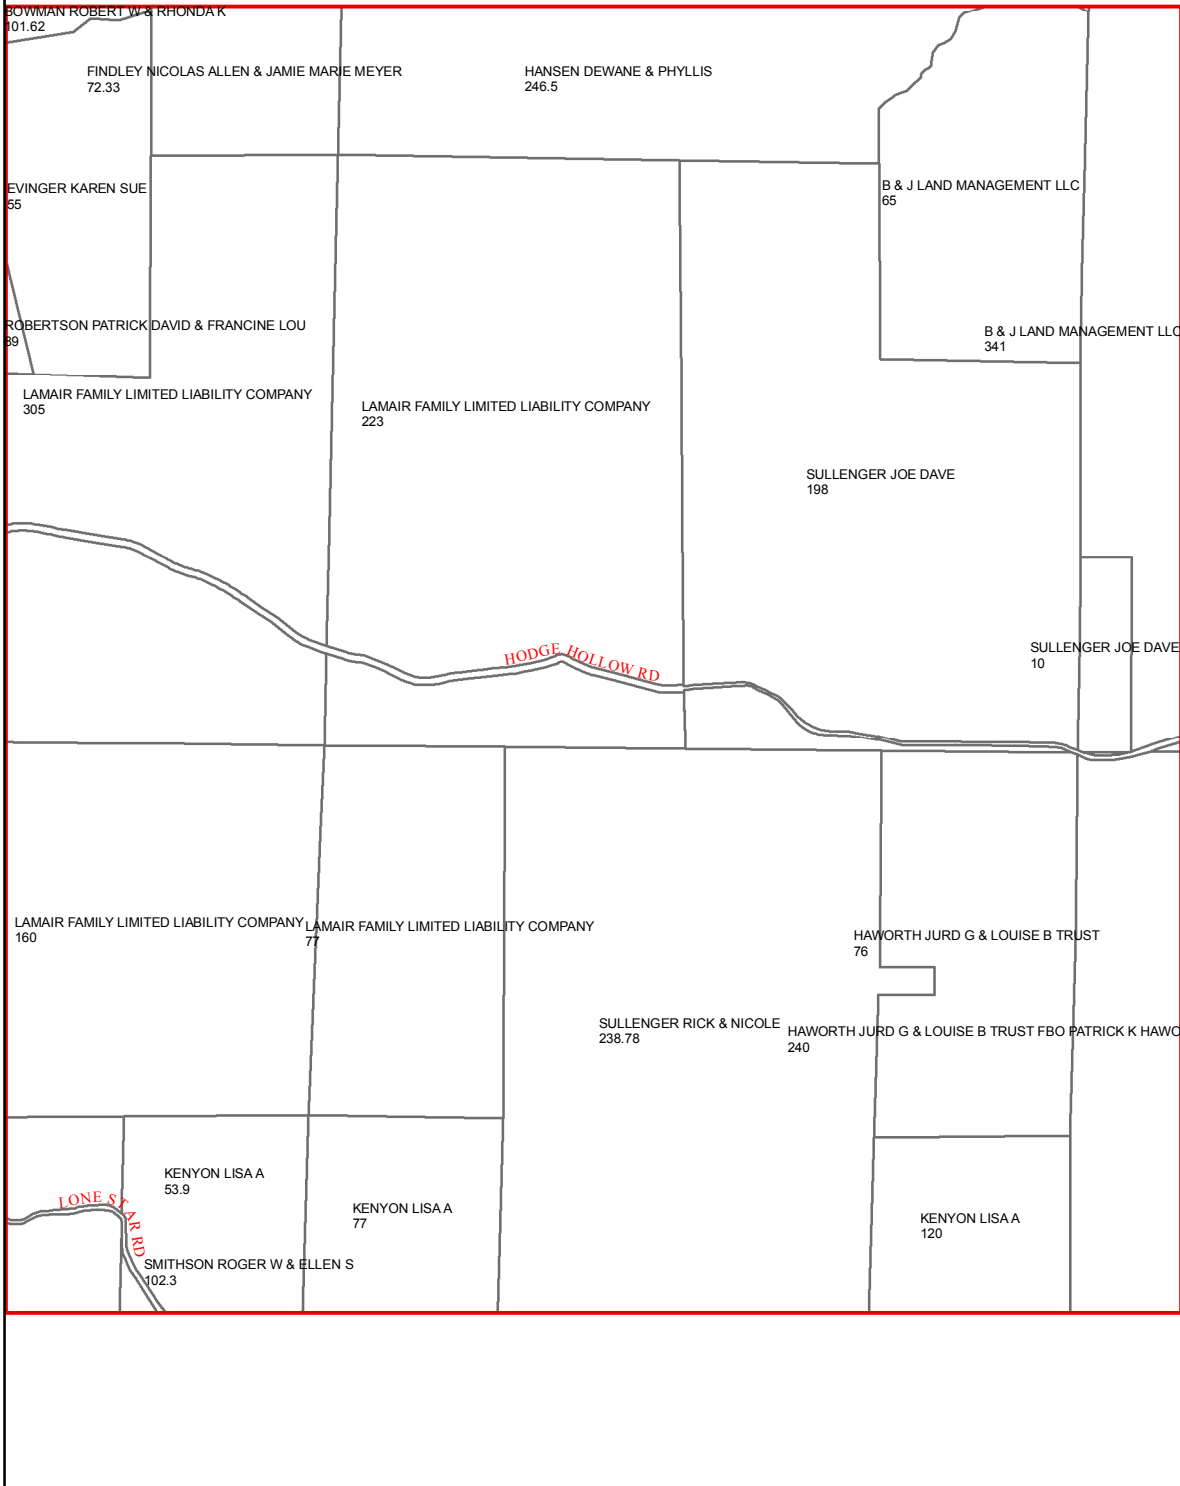 BOWMAN ROBERT W & RHONDA K
101.62
FINDLEY NICOLAS ALLEN & JAMIE MARIE MEYER
72.33
HANSEN DEWANE & PHYLLIS
246.5
EVINGER KAREN SUE
55
B & J LAND MANAGEMENT LLC
65
ROBERTSON PATRICK DAVID & FRANCINE LOU
39
B & J LAND MANAGEMENT LLC
341
LAMAIR FAMILY LIMITED LIABILITY COMPANY
305
LAMAIR FAMILY LIMITED LIABILITY COMPANY
223
SULLENGER JOE DAVE
198
HODGE HOLLOW RD
SULLENGER JOE DAVE
10
LAMAIR FAMILY LIMITED LIABILITY COMPANY
160
LAMAIR FAMILY LIMITED LIABILITY COMPANY
77
HAWORTH JURD G & LOUISE B TRUST
76
SULLENGER RICK & NICOLE
238.78
HAWORTH JURD G & LOUISE B TRUST FBO PATRICK K HAWO
240
KENYON LISA A
53.9
LONE STAR RD
KENYON LISA A
77
KENYON LISA A
120
SMITHSON ROGER W & ELLEN S
102.3